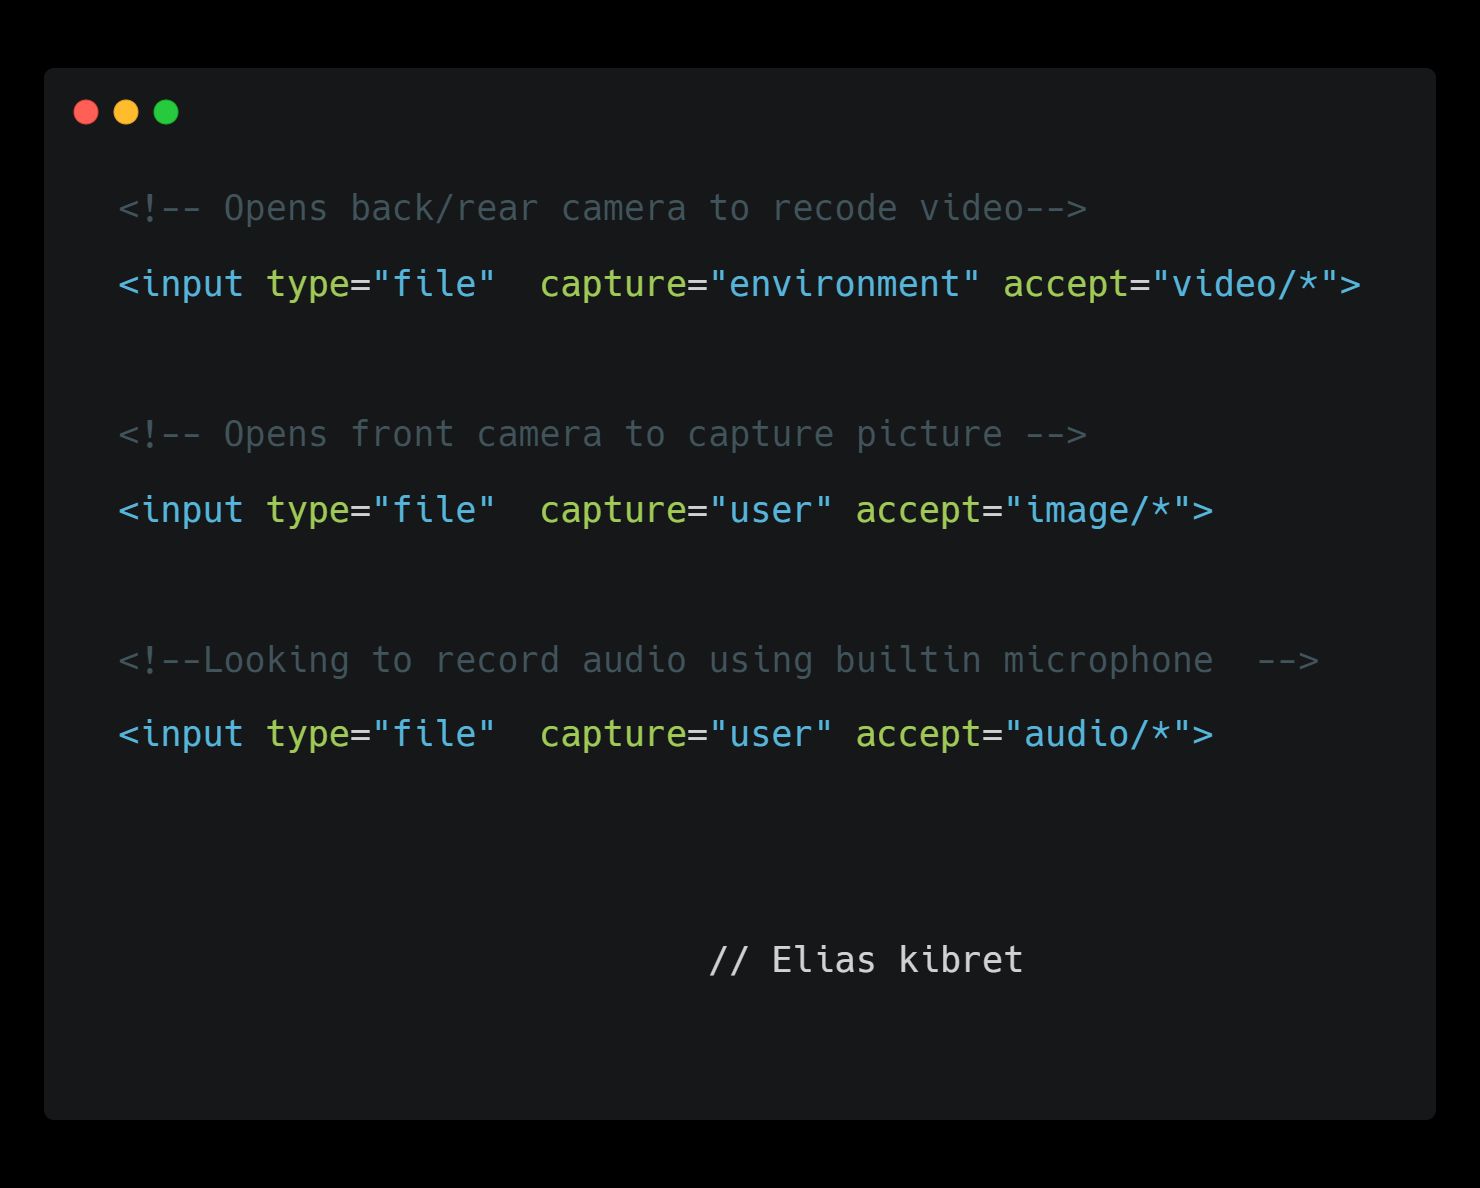 <!-- Opens back/rear camera to recode video-->
<input type="file"  capture="environment" accept="video/*">
<!-- Opens front camera to capture picture -->
<input type="file"  capture="user" accept="image/*">
<!--Looking to record audio using builtin microphone  -->
<input type="file"  capture="user" accept="audio/*">
// Elias kibret